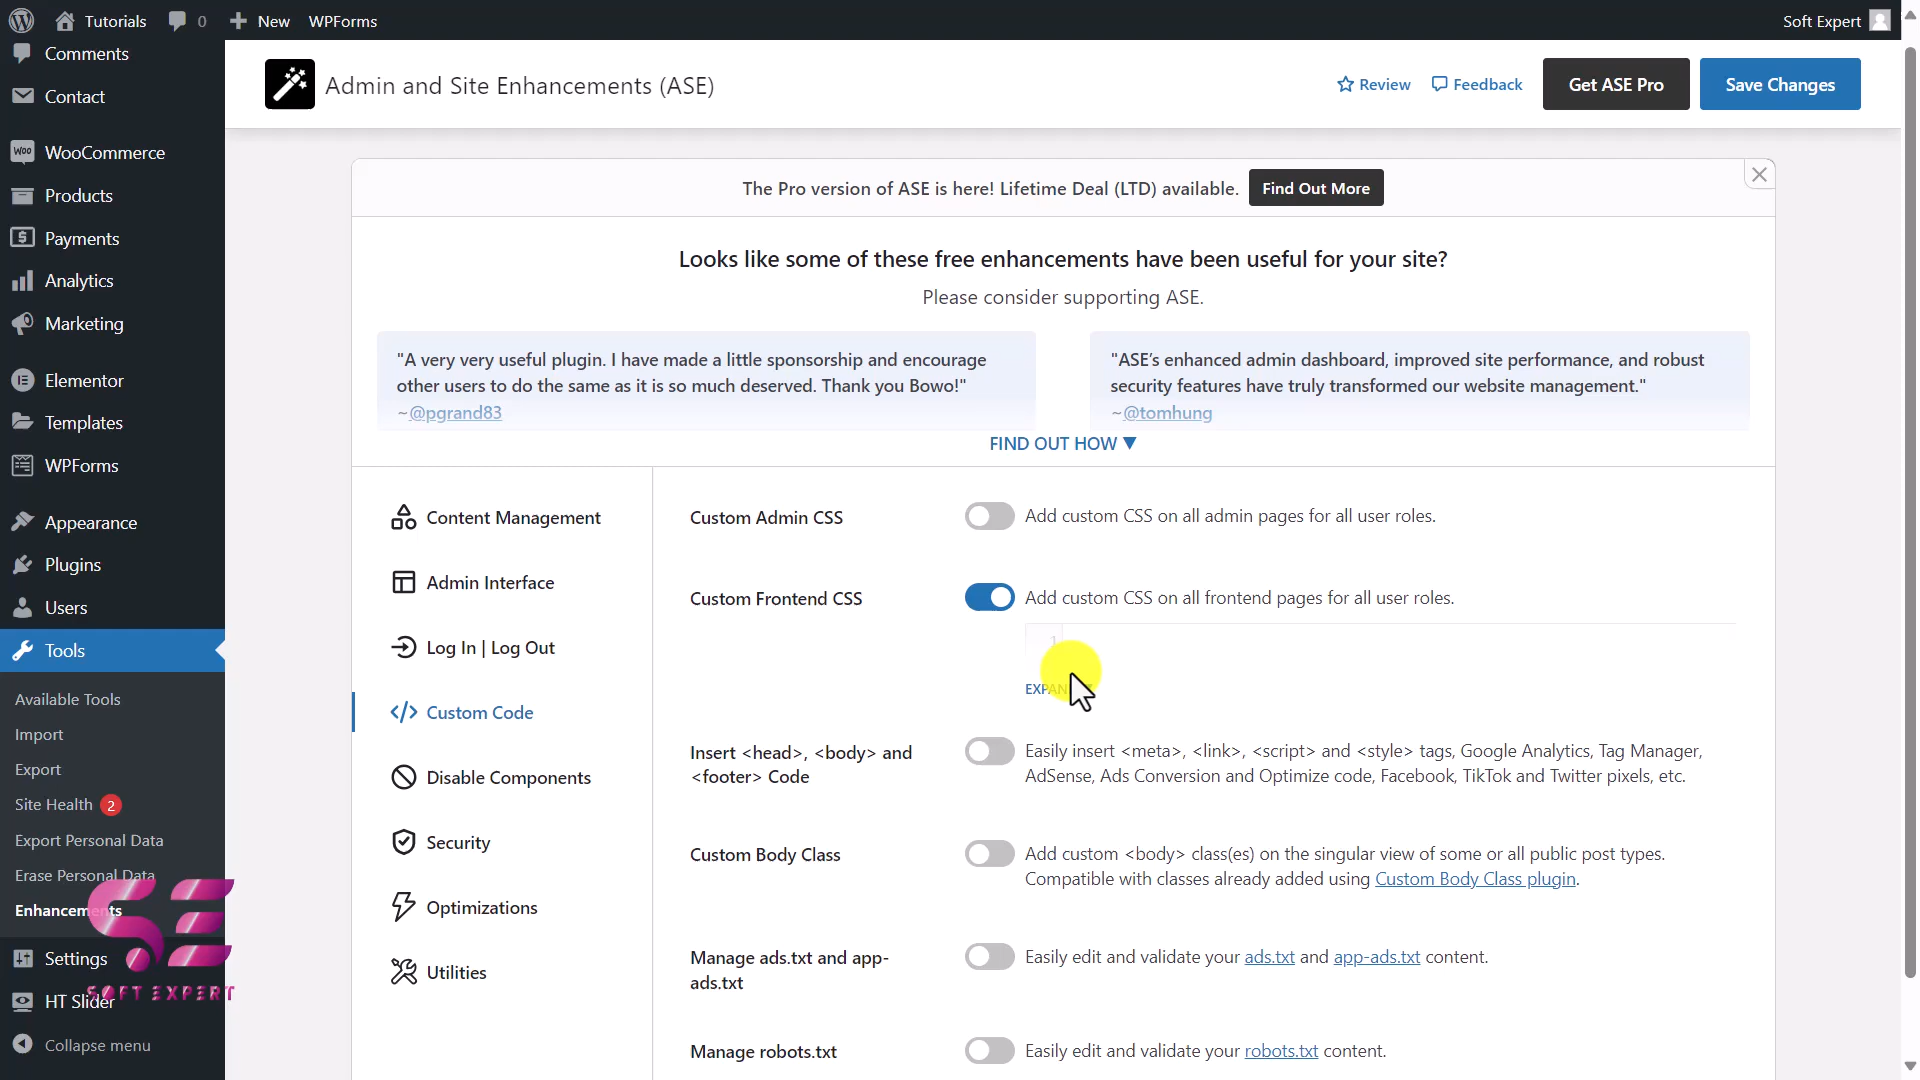 Tutorials
0
New
WPForms
Soft Expert
Comments
Contact
WooCommerce
Products
Payments
Analytics
Marketing
Elementor
Templates
WPForms
Appearance
Plugins
Users
Tools
Available Tools
Import
Export
Site Health 2
Export Personal Data
Erase Personal Data
Enhancements
Settings
HT Slider
Collapse menu
SOFT EXPERT
Admin and Site Enhancements (ASE)
Review
Feedback
Get ASE Pro
Save Changes
The Pro version of ASE is here! Lifetime Deal (LTD) available.
Find Out More
Looks like some of these free enhancements have been useful for your site?
Please consider supporting ASE.
"A very very useful plugin. I have made a little sponsorship and encourage
other users to do the same as it is so much deserved. Thank you Bowo!"
~@pgrand83
"ASE's enhanced admin dashboard, improved site performance, and robust
security features have truly transformed our website management."
~@tomhung
FIND OUT HOW ▼
Content Management
Admin Interface
Log In | Log Out
Custom Code
Disable Components
Security
Optimizations
Utilities
Custom Admin CSS
Add custom CSS on all admin pages for all user roles.
Custom Frontend CSS
Add custom CSS on all frontend pages for all user roles.
1
Insert <head>, <body> and
<footer> Code
Easily insert <meta>, <link>, <script> and <style> tags, Google Analytics, Tag Manager,
AdSense, Ads Conversion and Optimize code, Facebook, TikTok and Twitter pixels, etc.
Custom Body Class
Add custom <body> class(es) on the singular view of some or all public post types.
Compatible with classes already added using Custom Body Class plugin.
Manage ads.txt and app-
ads.txt
Easily edit and validate your ads.txt and app-ads.txt content.
Manage robots.txt
Easily edit and validate your robots.txt content.